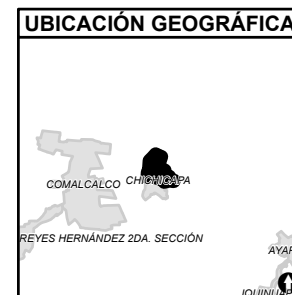 UBICACIÓN GEOGRÁFICA
COMALCALCO
CHICHICAPA
REYES HERNÁNDEZ 2DA. SECCIÓN